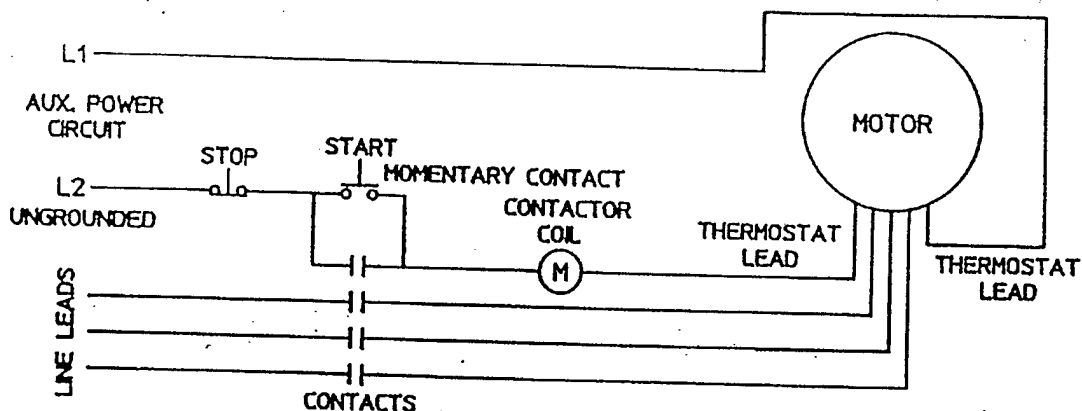 L1
AUX. POWER
CIRCUIT
MOTOR
STOP
START
MOMENTARY CONTACT
L2
UNGROUNDED
CONTACTOR
COIL
M
THERMOSTAT
LEAD
THERMOSTAT
LEAD
LINE LEADS
CONTACTS